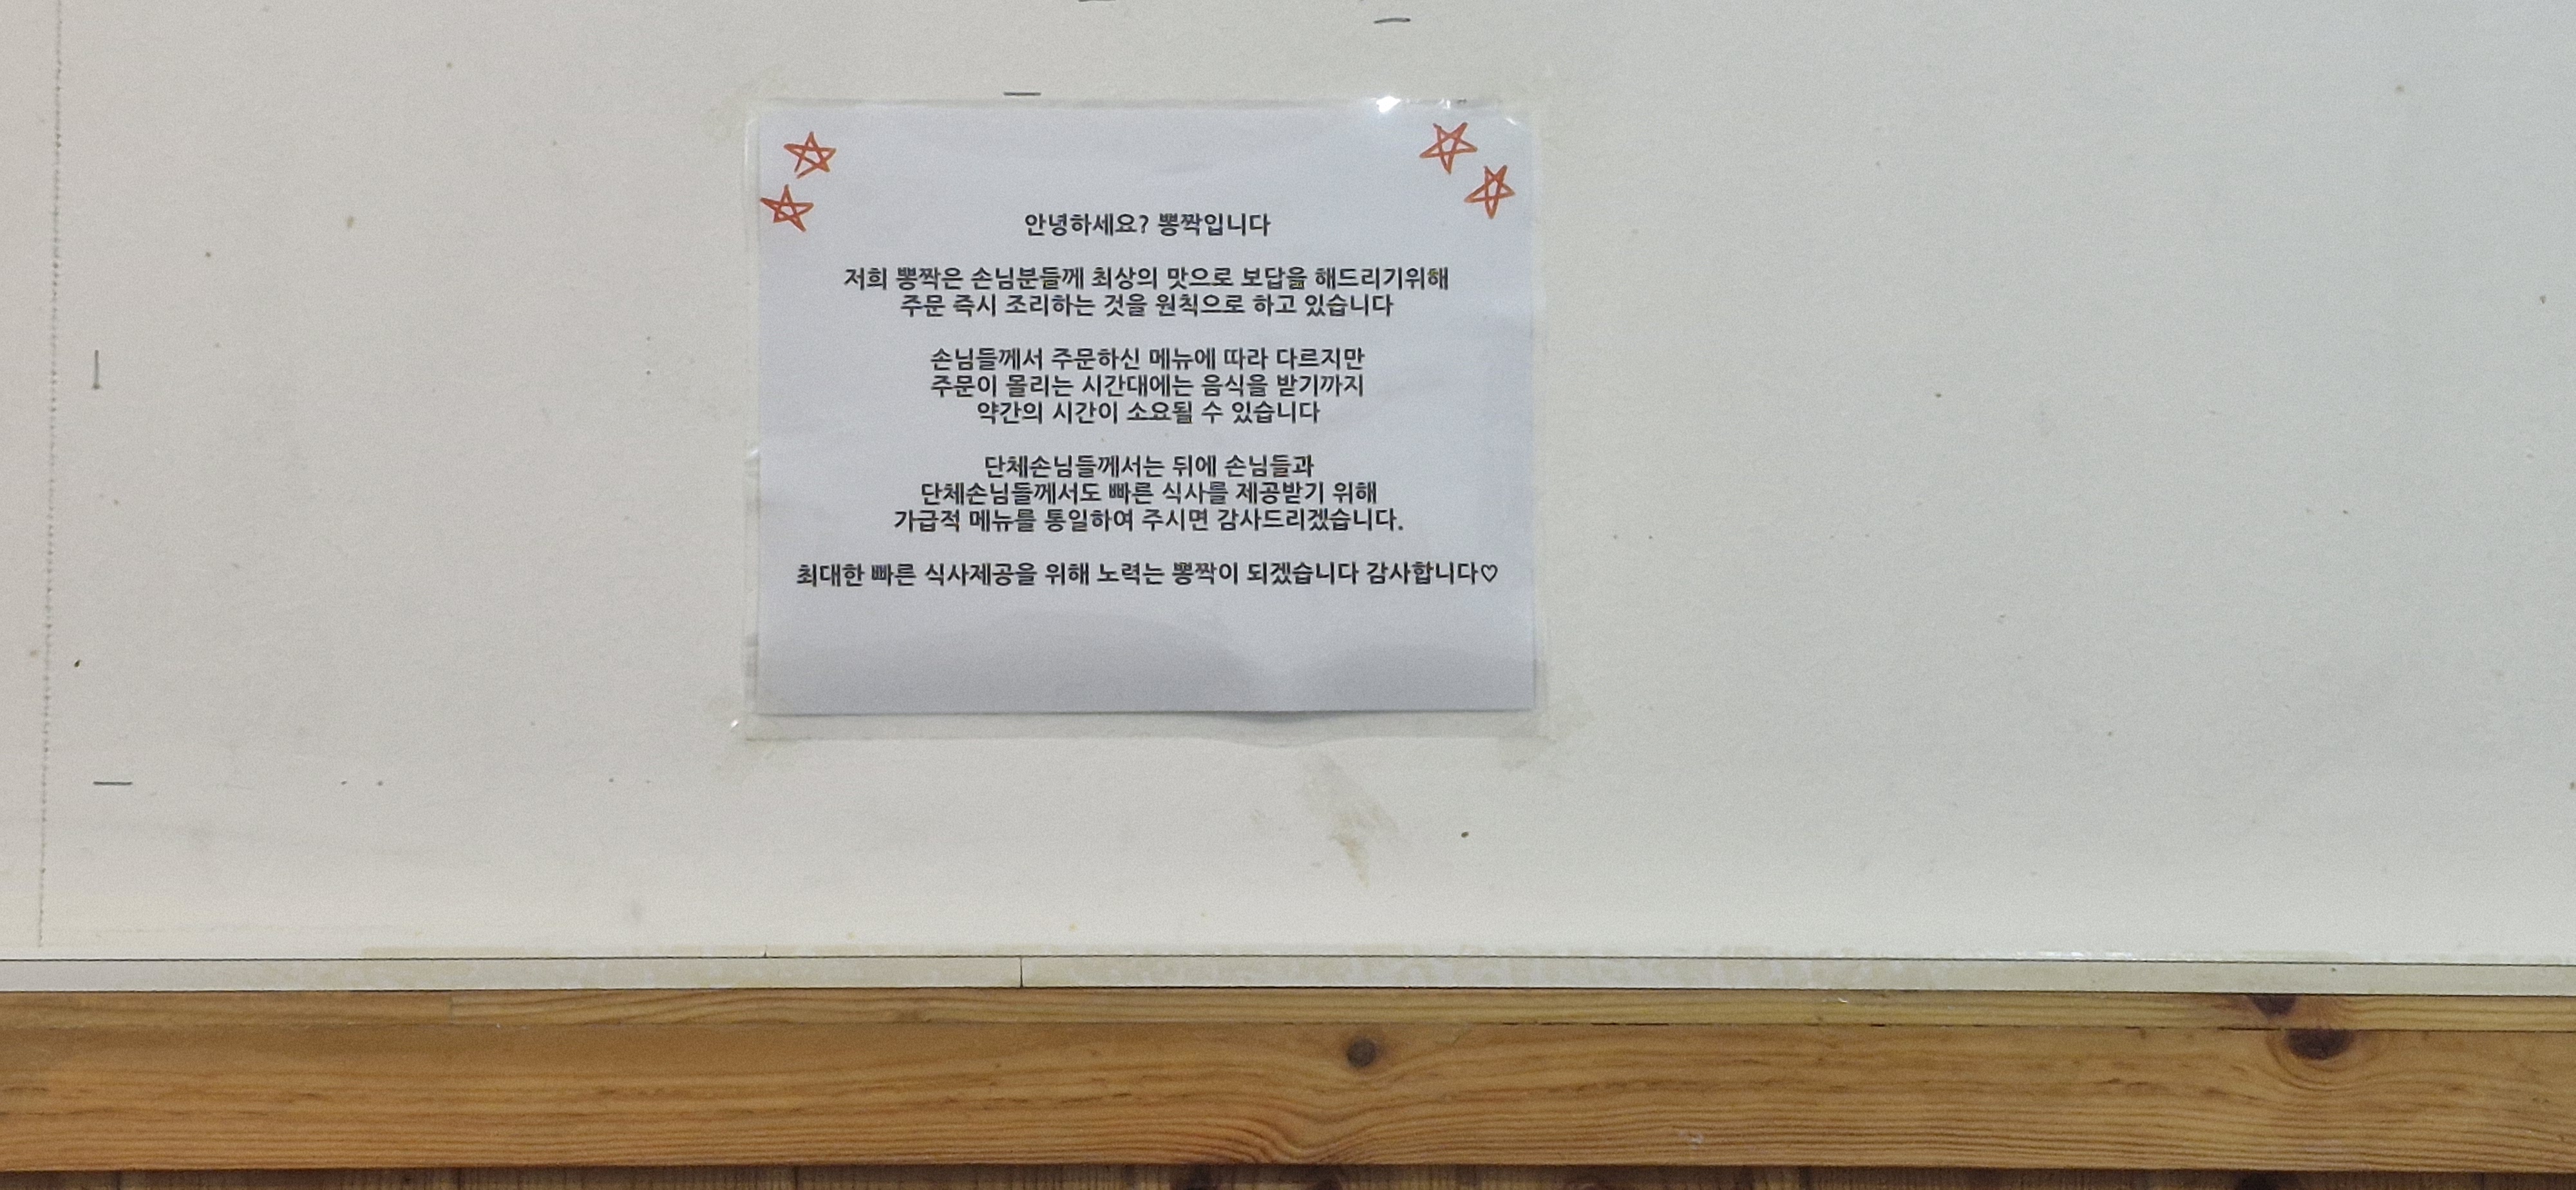 안녕하세요? 뽕짝입니다
저희 뽕짝은 손님분들께 최상의 맛으로 보답을 해드리기위해
주문 즉시 조리하는 것을 원칙으로 하고 있습니다
손님들께서 주문하신 메뉴에 따라 다르지만
주문이 몰리는 시간대에는 음식을 받기까지
약간의 시간이 소요될 수 있습니다
단체손님들께서는 뒤에 손님들과
단체손님들께서도 빠른 식사를 제공받기 위해
가급적 메뉴를 통일하여 주시면 감사드리겠습니다.
최대한 빠른 식사제공을 위해 노력는 뽕짝이 되겠습니다 감사합니다♡